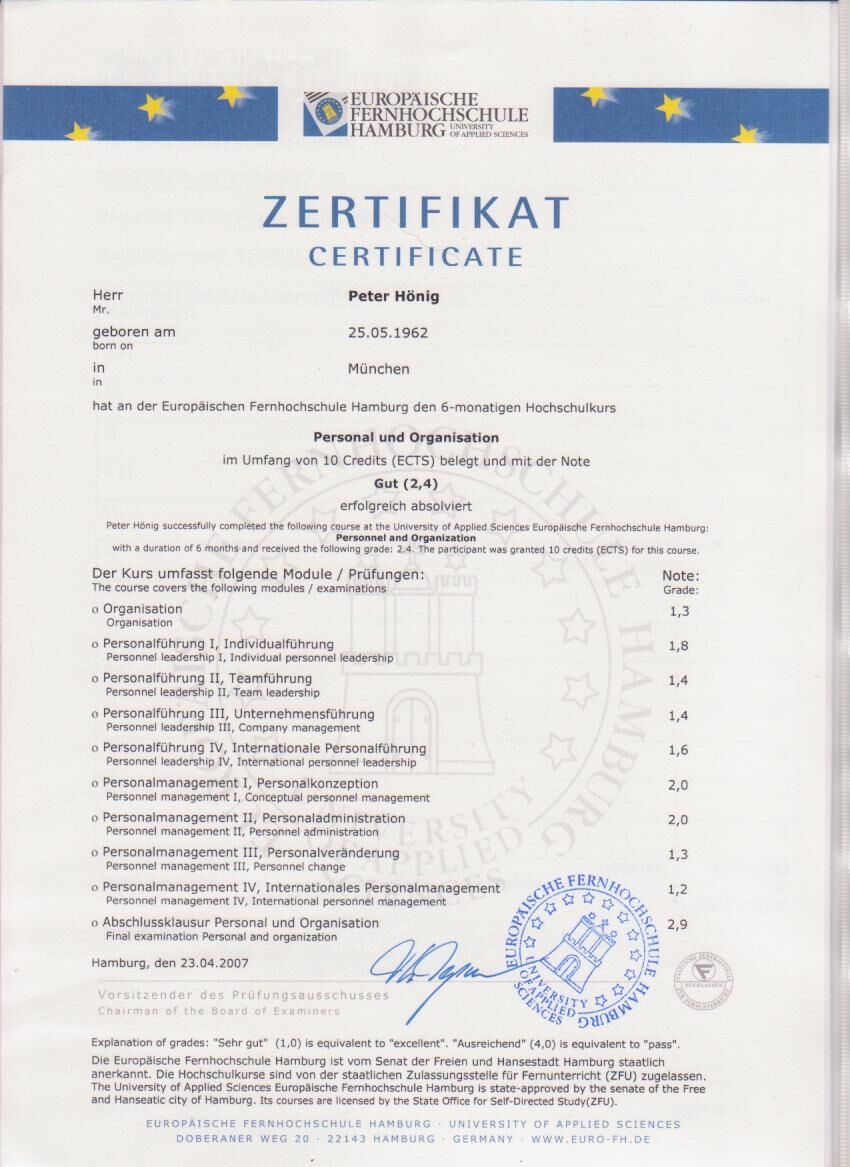 EUROPÄISCHE
FERNHOCHSCHULE
HAMBURG UNIVERSITY OF APPLIED SCIENCES
ZERTIFIKAT
CERTIFICATE
Herr Peter Hönig
Mr.
geboren am 25.05.1962
born on
in München
in
hat an der Europäischen Fernhochschule Hamburg den 6-monatigen Hochschulkurs
Personal und Organisation
im Umfang von 10 Credits (ECTS) belegt und mit der Note
Gut (2,4)
erfolgreich absolviert
Peter Hönig successfully completed the following course at the University of Applied Sciences Europäische Fernhochschule Hamburg:
Personnel and Organization
with a duration of 6 months and received the following grade: 2.4. The participant was granted 10 credits (ECTS) for this course.
Der Kurs umfasst folgende Module / Prüfungen: Note:
The course covers the following modules / examinations Grade:
o Organisation 1,3
Organisation
o Personalführung I, Individualführung 1,8
Personnel leadership I, Individual personnel leadership
o Personalführung II, Teamführung 1,4
Personnel leadership II, Team leadership
o Personalführung III, Unternehmensführung 1,4
Personnel leadership III, Company management
o Personalführung IV, Internationale Personalführung 1,6
Personnel leadership IV, International personnel leadership
o Personalmanagement I, Personalkonzeption 2,0
Personnel management I, Conceptual personnel management
o Personalmanagement II, Personaladministration 2,0
Personnel management II, Personnel administration
o Personalmanagement III, Personalveränderung 1,3
Personnel management III, Personnel change
o Personalmanagement IV, Internationales Personalmanagement 1,2
Personnel management IV, International personnel management
o Abschlussklausur Personal und Organisation 2,9
Final examination Personal and organization
EUROPÄISCHE FERNHOCHSCHULE HAMBURG
UNIVERSITY OF APPLIED SCIENCES
Hamburg, den 23.04.2007
ZUGELASSEN
Vorsitzender des Prüfungsausschusses
Chairman of the Board of Examiners
Explanation of grades: "Sehr gut" (1,0) is equivalent to "excellent". "Ausreichend" (4,0) is equivalent to "pass".
Die Europäische Fernhochschule Hamburg ist vom Senat der Freien und Hansestadt Hamburg staatlich
anerkannt. Die Hochschulkurse sind von der staatlichen Zulassungsstelle für Fernunterricht (ZFU) zugelassen.
The University of Applied Sciences Europäische Fernhochschule Hamburg is state-approved by the senate of the Free
and Hanseatic city of Hamburg. Its courses are licensed by the State Office for Self-Directed Study(ZFU).
EUROPÄISCHE FERNHOCHSCHULE HAMBURG · UNIVERSITY OF APPLIED SCIENCES
DOBERANER WEG 20 · 22143 HAMBURG · GERMANY · WWW.EURO-FH.DE